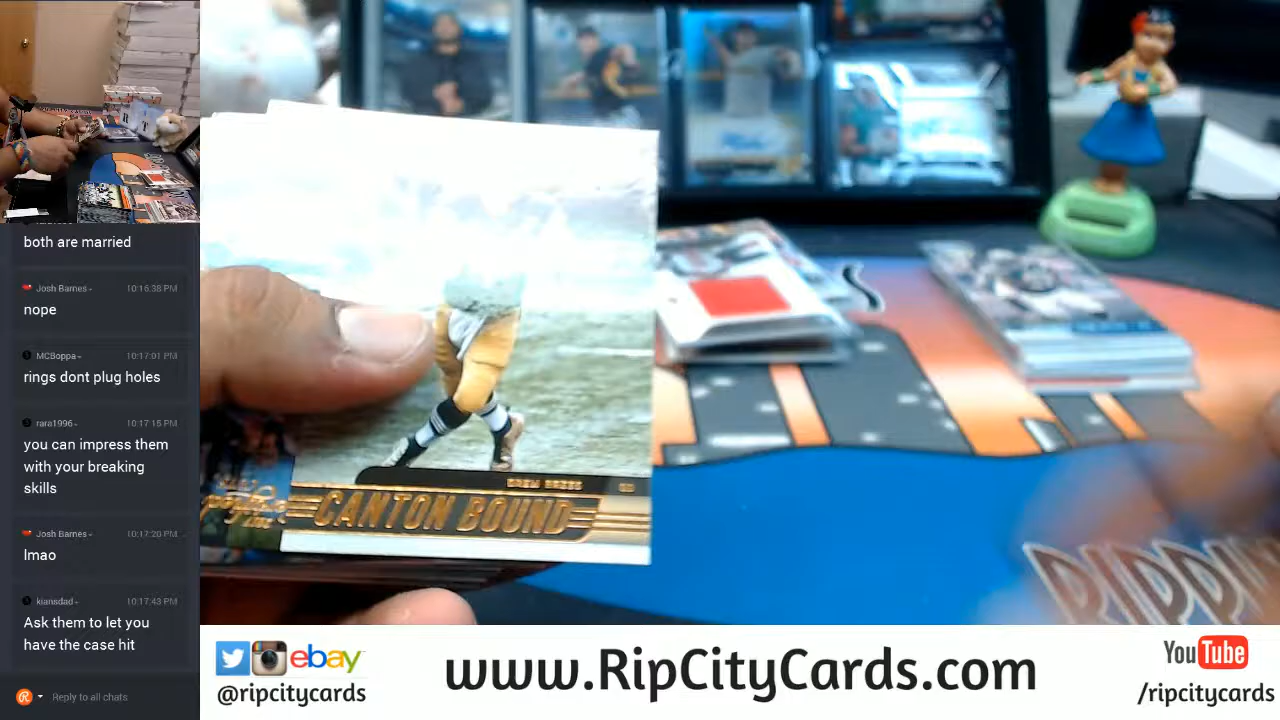 both are married
Josh Barnes 10:16:38 PM
nope
MCBoppa 10:17:01 PM
rings dont plug holes
rara1996 10:17:15 PM
you can impress them
with your breaking
skills
Josh Barnes 10:17:20 PM
lmao
kiansdad 10:17:43 PM
Ask them to let you
have the case hit
Reply to all chats
DREW BREES
CANTON BOUND
ebay
@ripcitycards
www.RipCityCards.com
YouTube
/ripcitycards